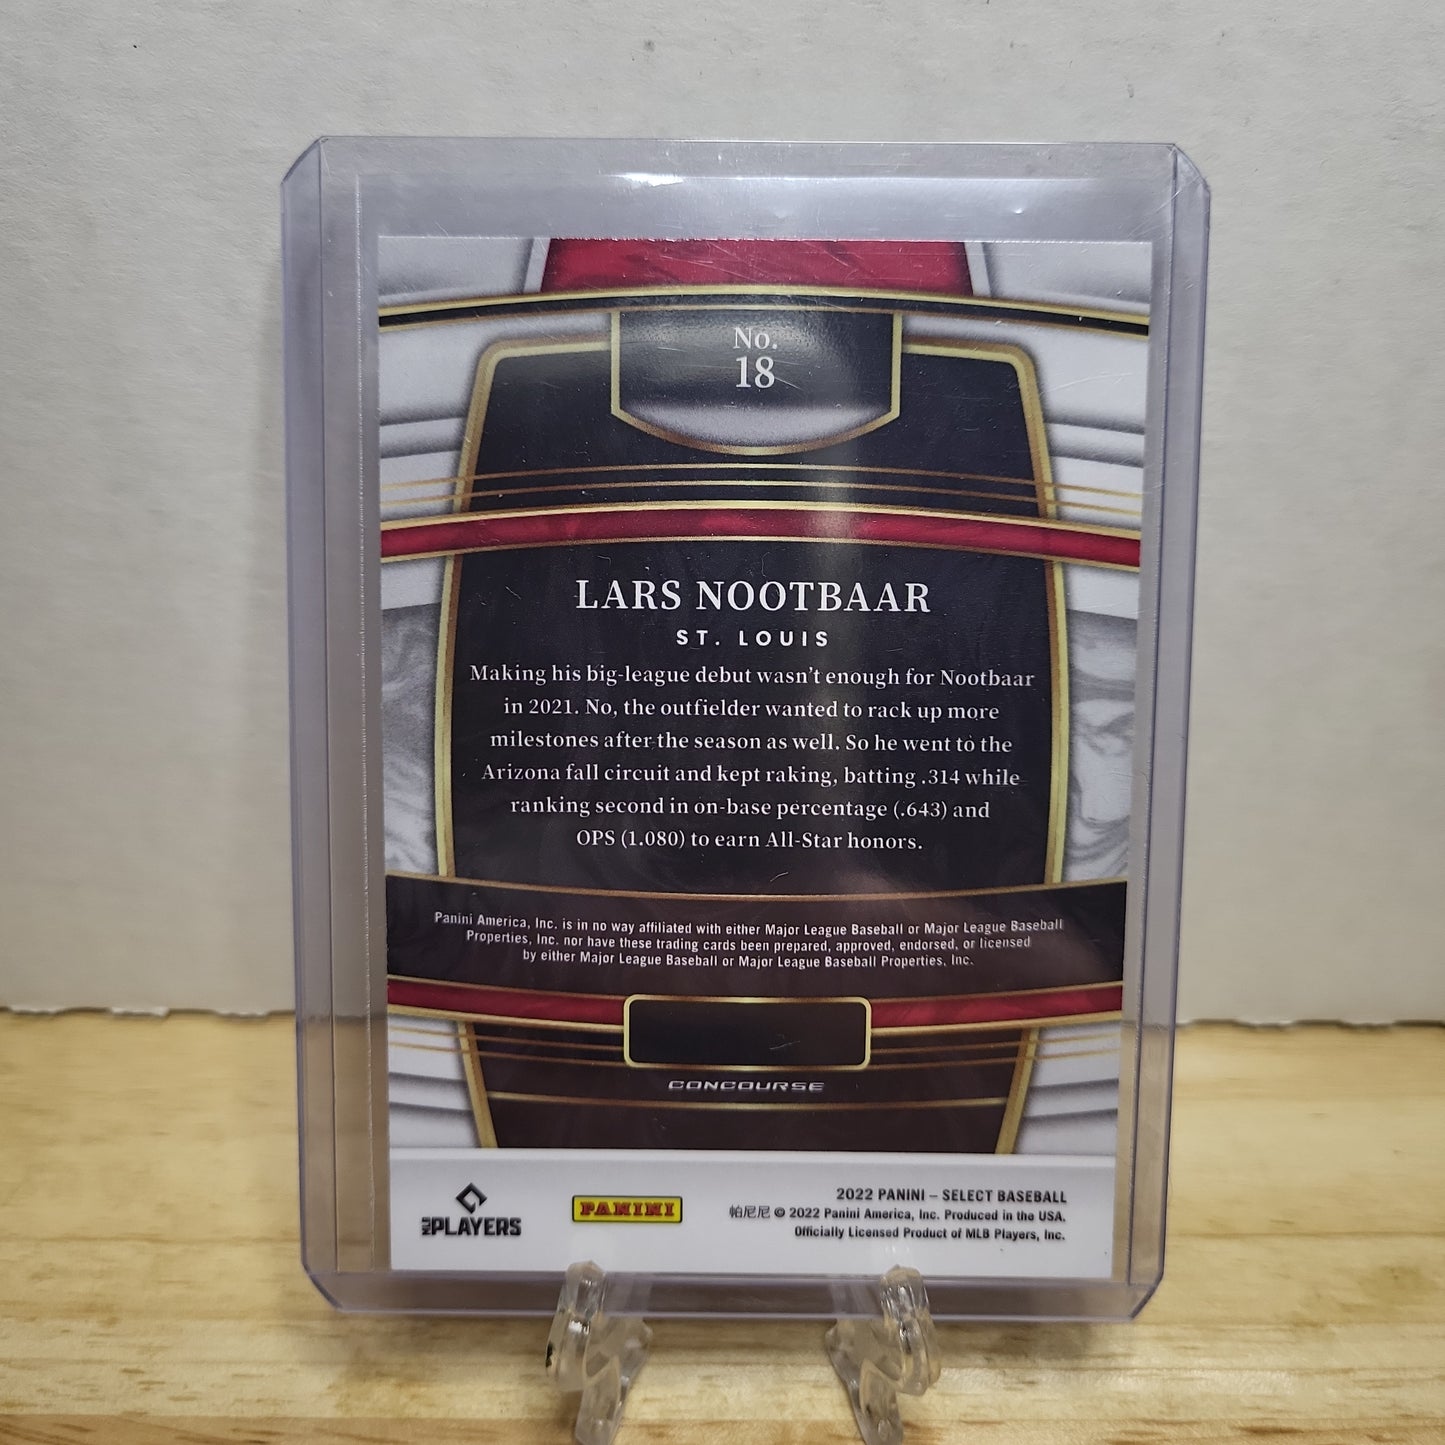 No.
18
LARS NOOTBAAR
ST. LOUIS
Making his big-league debut wasn't enough for Nootbaar
in 2021. No, the outfielder wanted to rack up more
milestones after the season as well. So he went to the
Arizona fall circuit and kept raking, batting .314 while
ranking second in on-base percentage (.643) and
OPS (1.080) to earn All-Star honors.
Panini America, Inc. is in no way affiliated with either Major League Baseball or Major League Baseball
Properties, Inc. nor have these trading cards been prepared, approved, endorsed, or licensed
by either Major League Baseball or Major League Baseball Properties, Inc.
CONCOURSE
MLB PLAYERS
PANINI
2022 PANINI – SELECT BASEBALL
帕尼尼 © 2022 Panini America, Inc. Produced in the USA.
Officially Licensed Product of MLB Players, Inc.